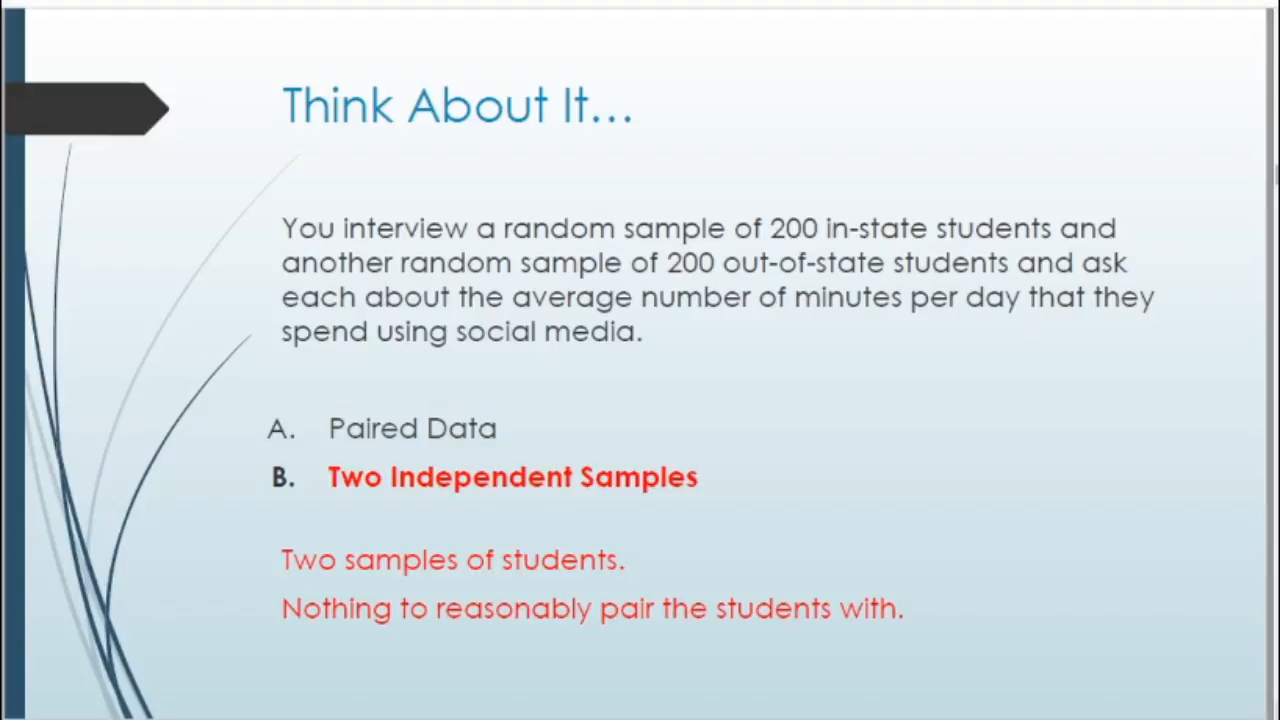 Think About It...
You interview a random sample of 200 in-state students and
another random sample of 200 out-of-state students and ask
each about the average number of minutes per day that they
spend using social media.
A. Paired Data
B. Two Independent Samples
Two samples of students.
Nothing to reasonably pair the students with.